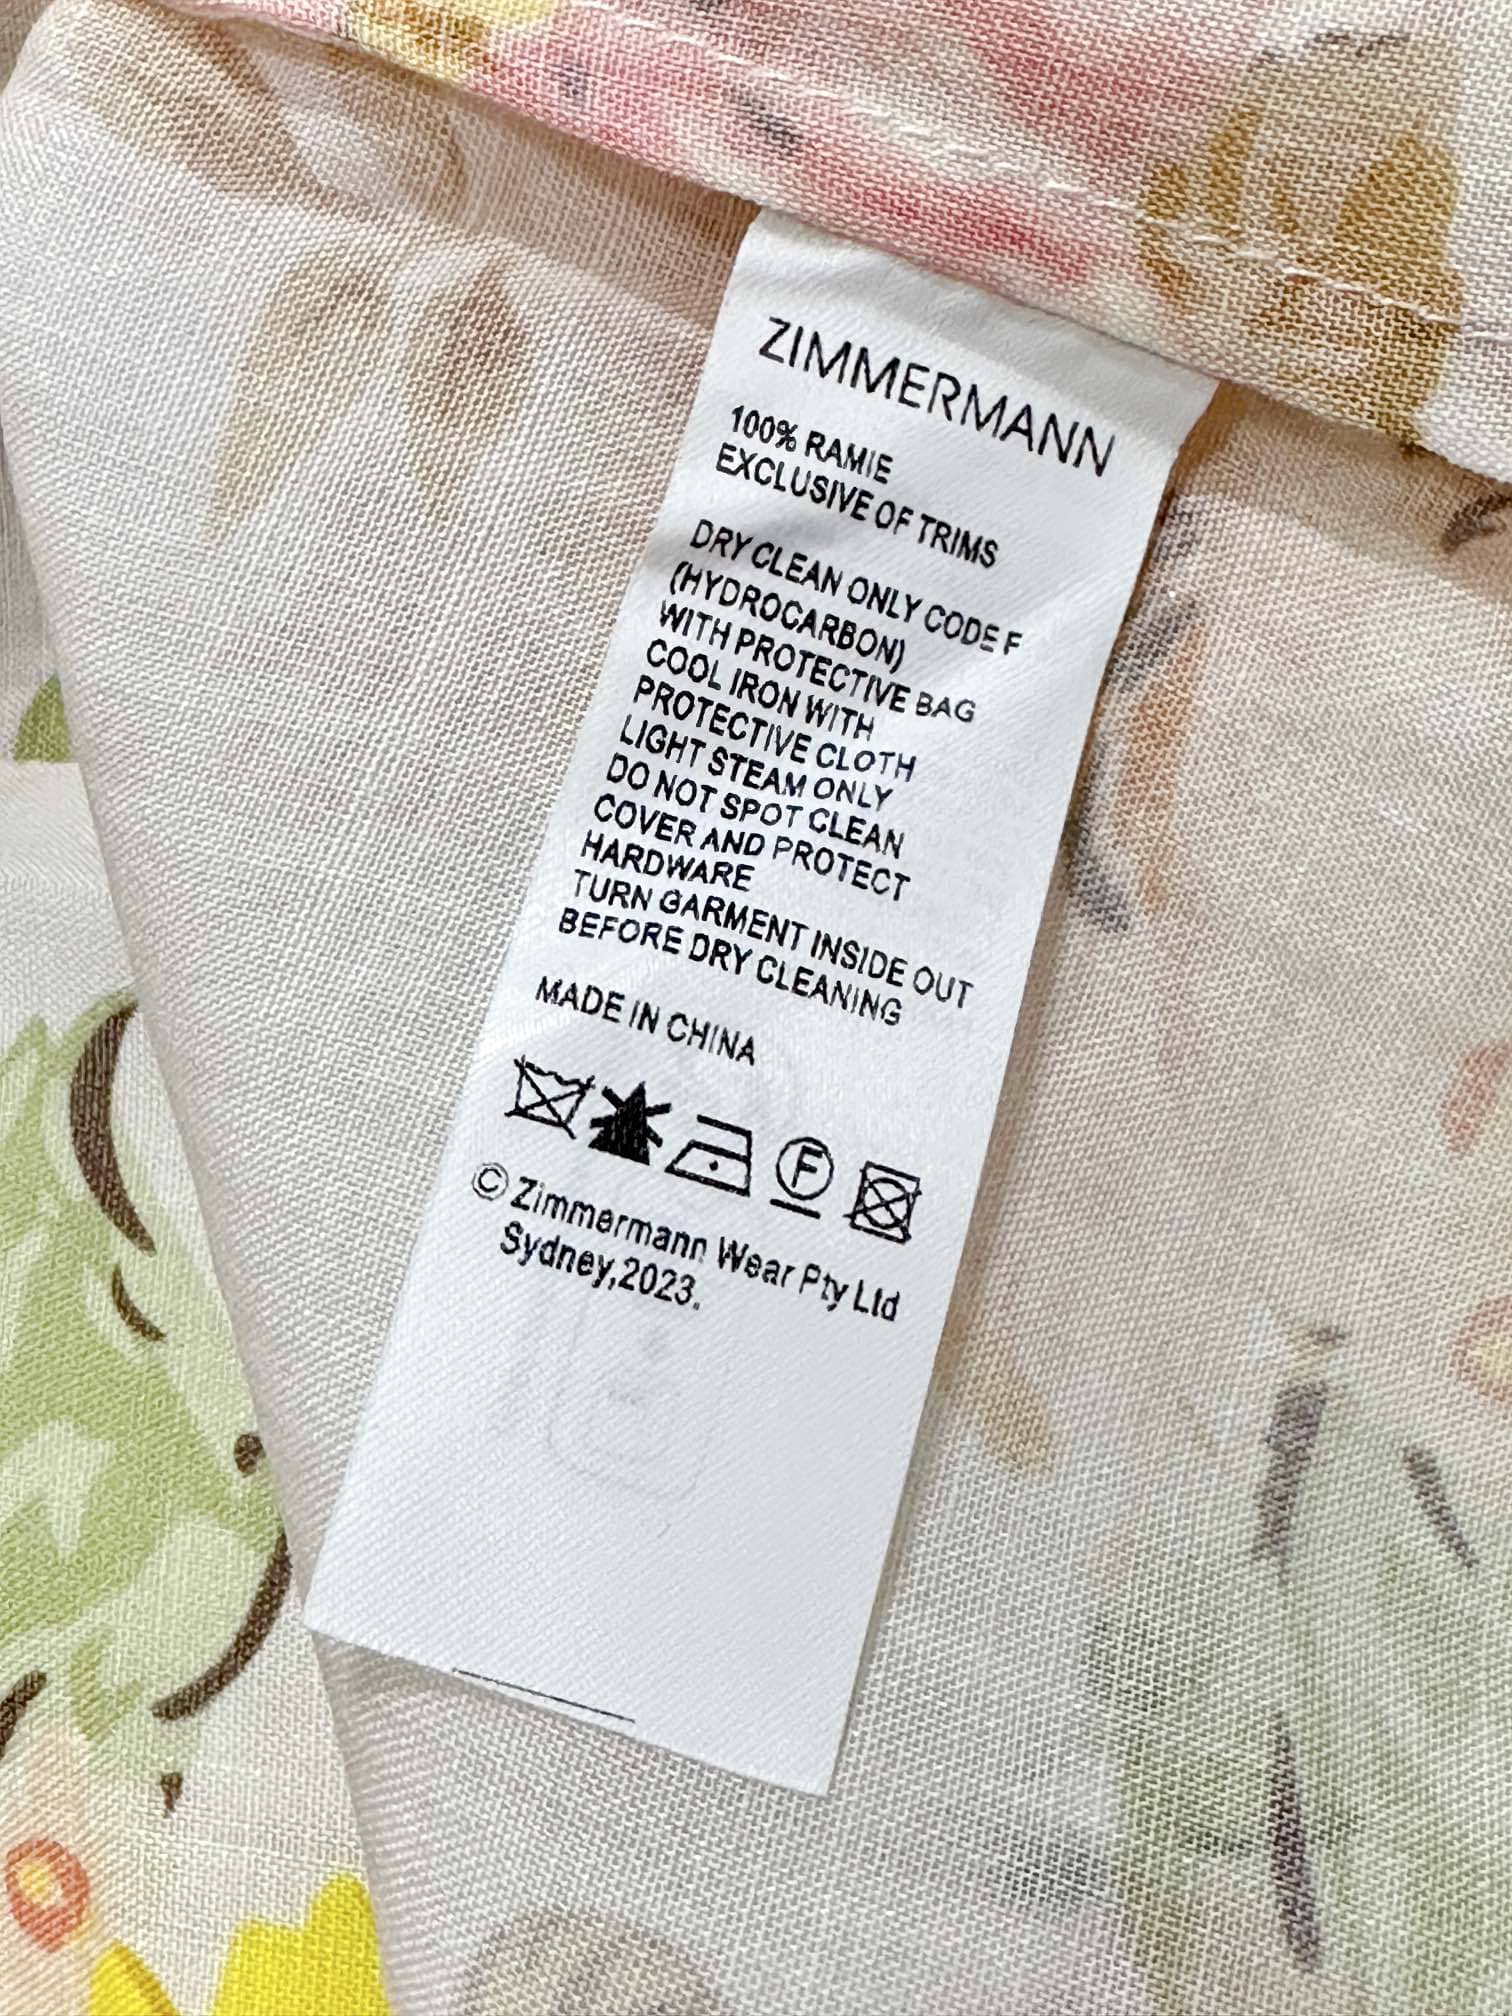 ZIMMERMANN
100% RAMIE
EXCLUSIVE OF TRIMS
DRY CLEAN ONLY CODE F
(HYDROCARBON)
WITH PROTECTIVE BAG
COOL IRON WITH
PROTECTIVE CLOTH
LIGHT STEAM ONLY
DO NOT SPOT CLEAN
COVER AND PROTECT
HARDWARE
TURN GARMENT INSIDE OUT
BEFORE DRY CLEANING
MADE IN CHINA
F
© Zimmermann Wear Pty Ltd
Sydney,2023.